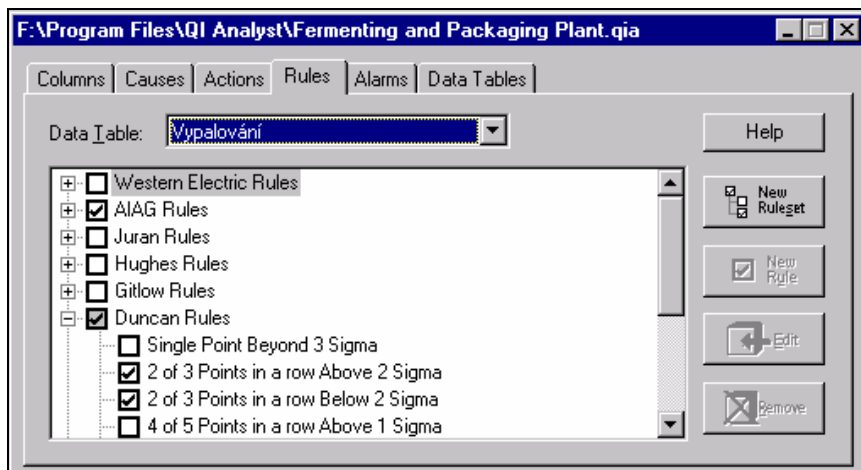 F:\Program Files\QI Analyst\Fermenting and Packaging Plant.qia
Columns Causes Actions Rules Alarms Data Tables
Data Table: Vypalování Help
Western Electric Rules
AIAG Rules
Juran Rules
Hughes Rules
Gitlow Rules
Duncan Rules
Single Point Beyond 3 Sigma
2 of 3 Points in a row Above 2 Sigma
2 of 3 Points in a row Below 2 Sigma
4 of 5 Points in a row Above 1 Sigma
New
Ruleset
New
Rule
Edit
Remove